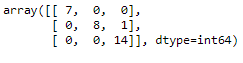 array([[ 7,  0,  0],
       [ 0,  8,  1],
       [ 0,  0, 14]], dtype=int64)